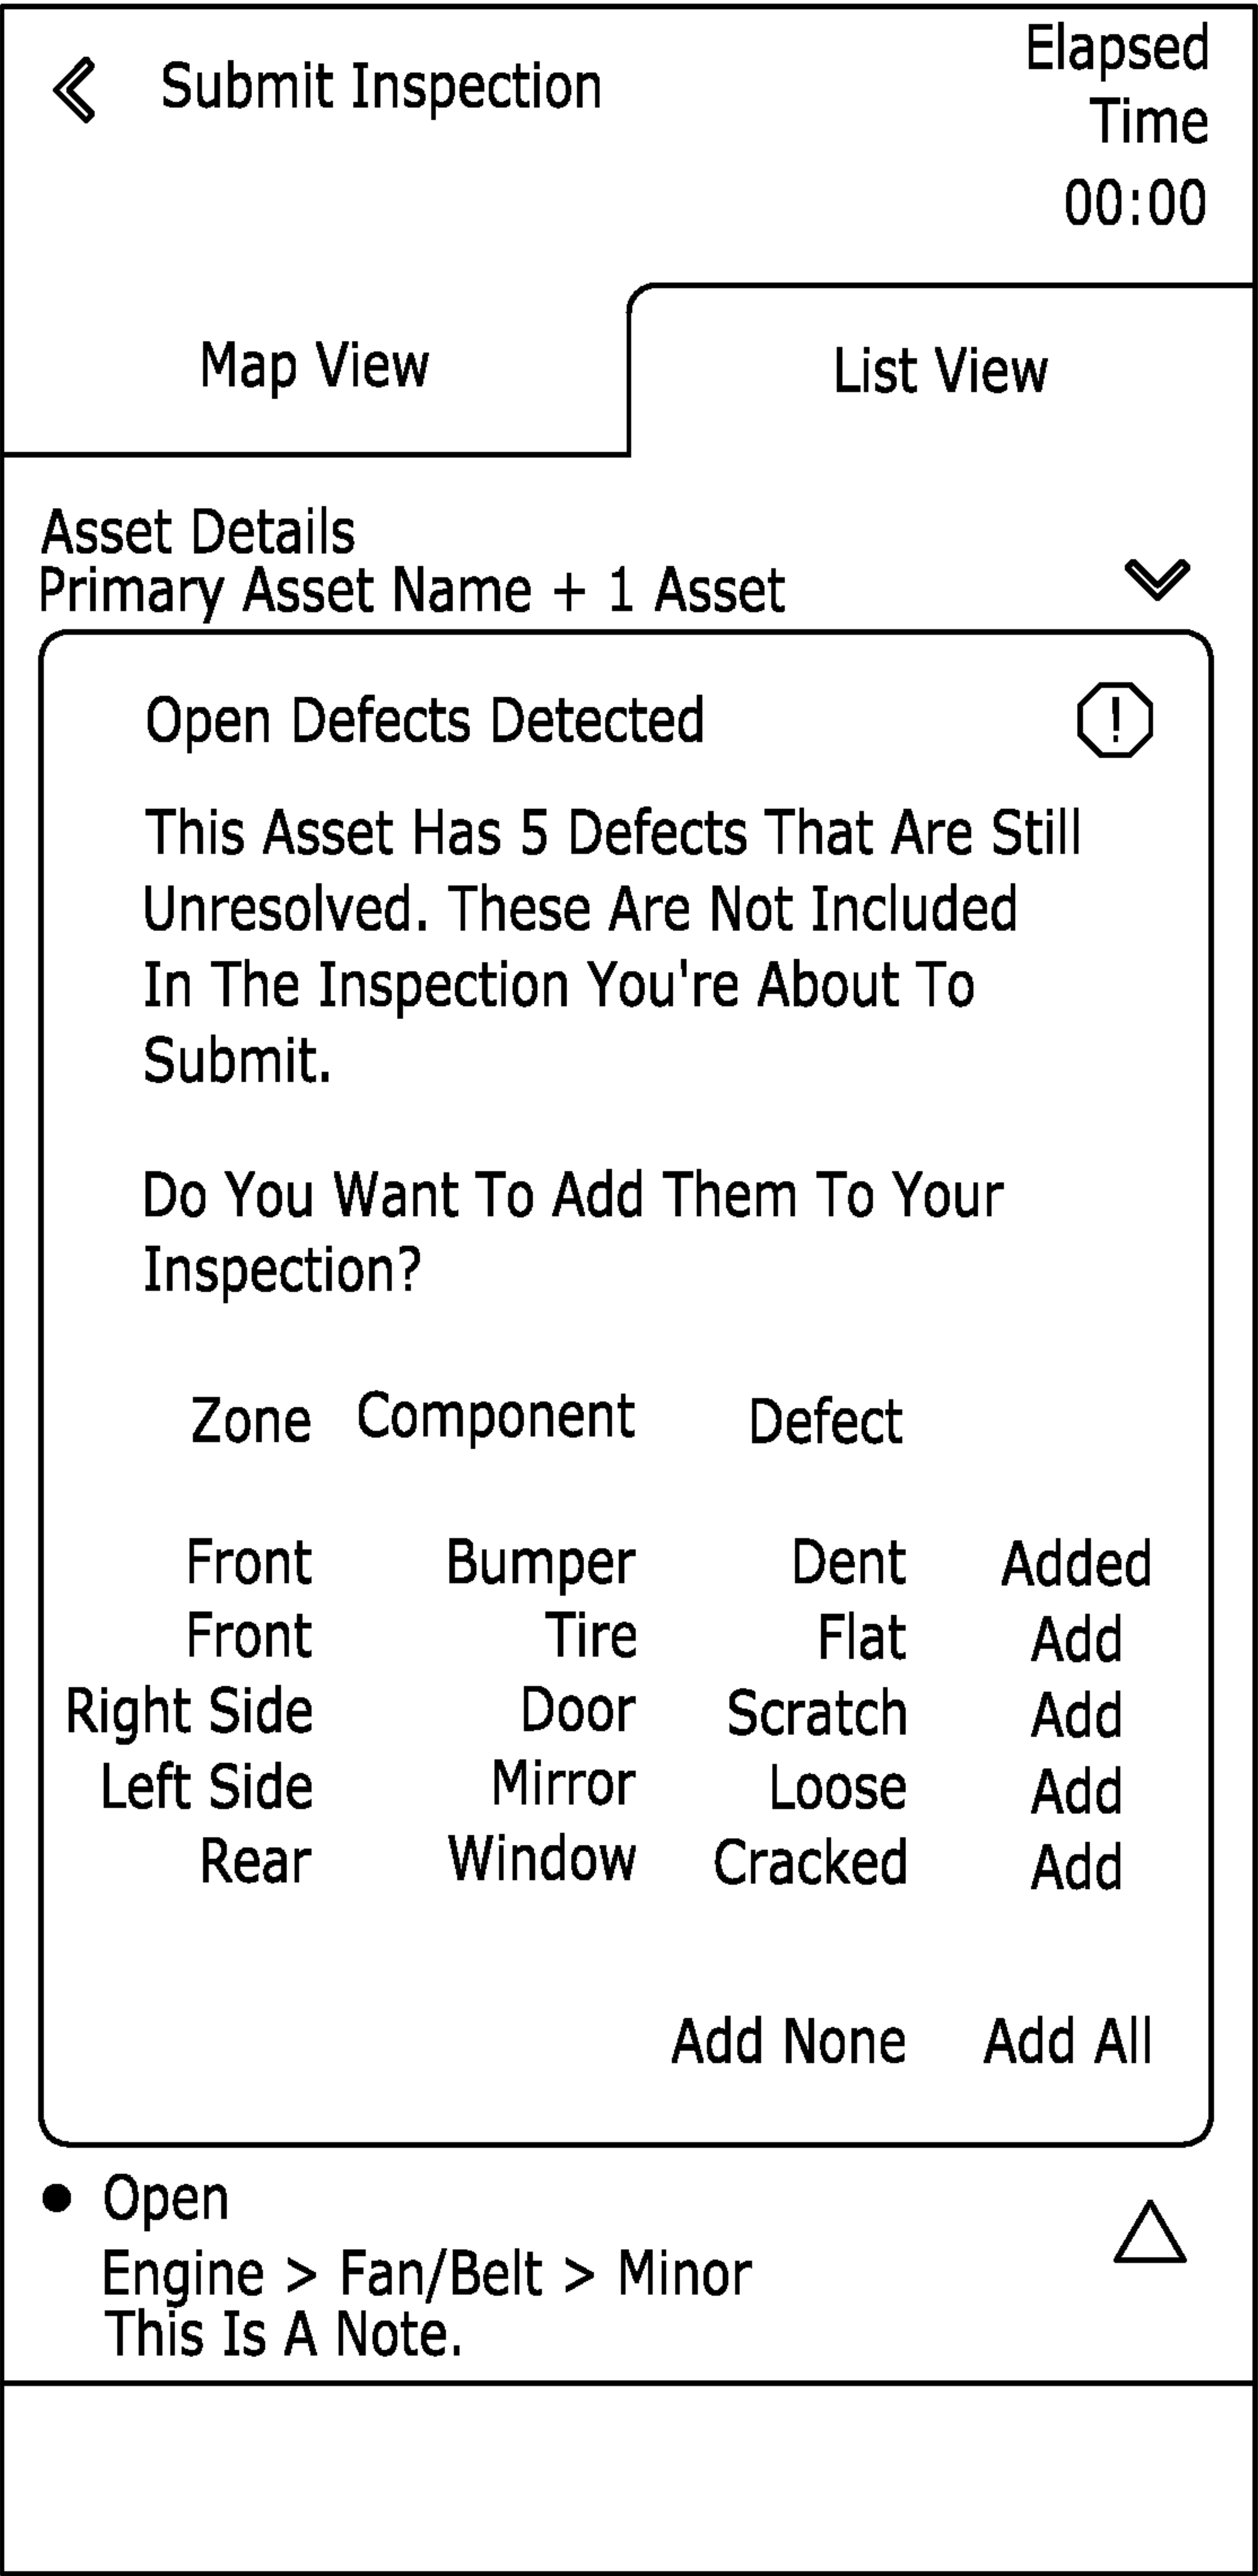 Submit Inspection
Elapsed
Time
00:00
Map View
List View
Asset Details
Primary Asset Name + 1 Asset
Open Defects Detected
!
This Asset Has 5 Defects That Are Still
Unresolved. These Are Not Included
In The Inspection You're About To
Submit.
Do You Want To Add Them To Your
Inspection?
Zone Component Defect
Front Bumper Dent Added
Front Tire Flat Add
Right Side Door Scratch Add
Left Side Mirror Loose Add
Rear Window Cracked Add
Add None Add All
• Open
Engine > Fan/Belt > Minor
This Is A Note.